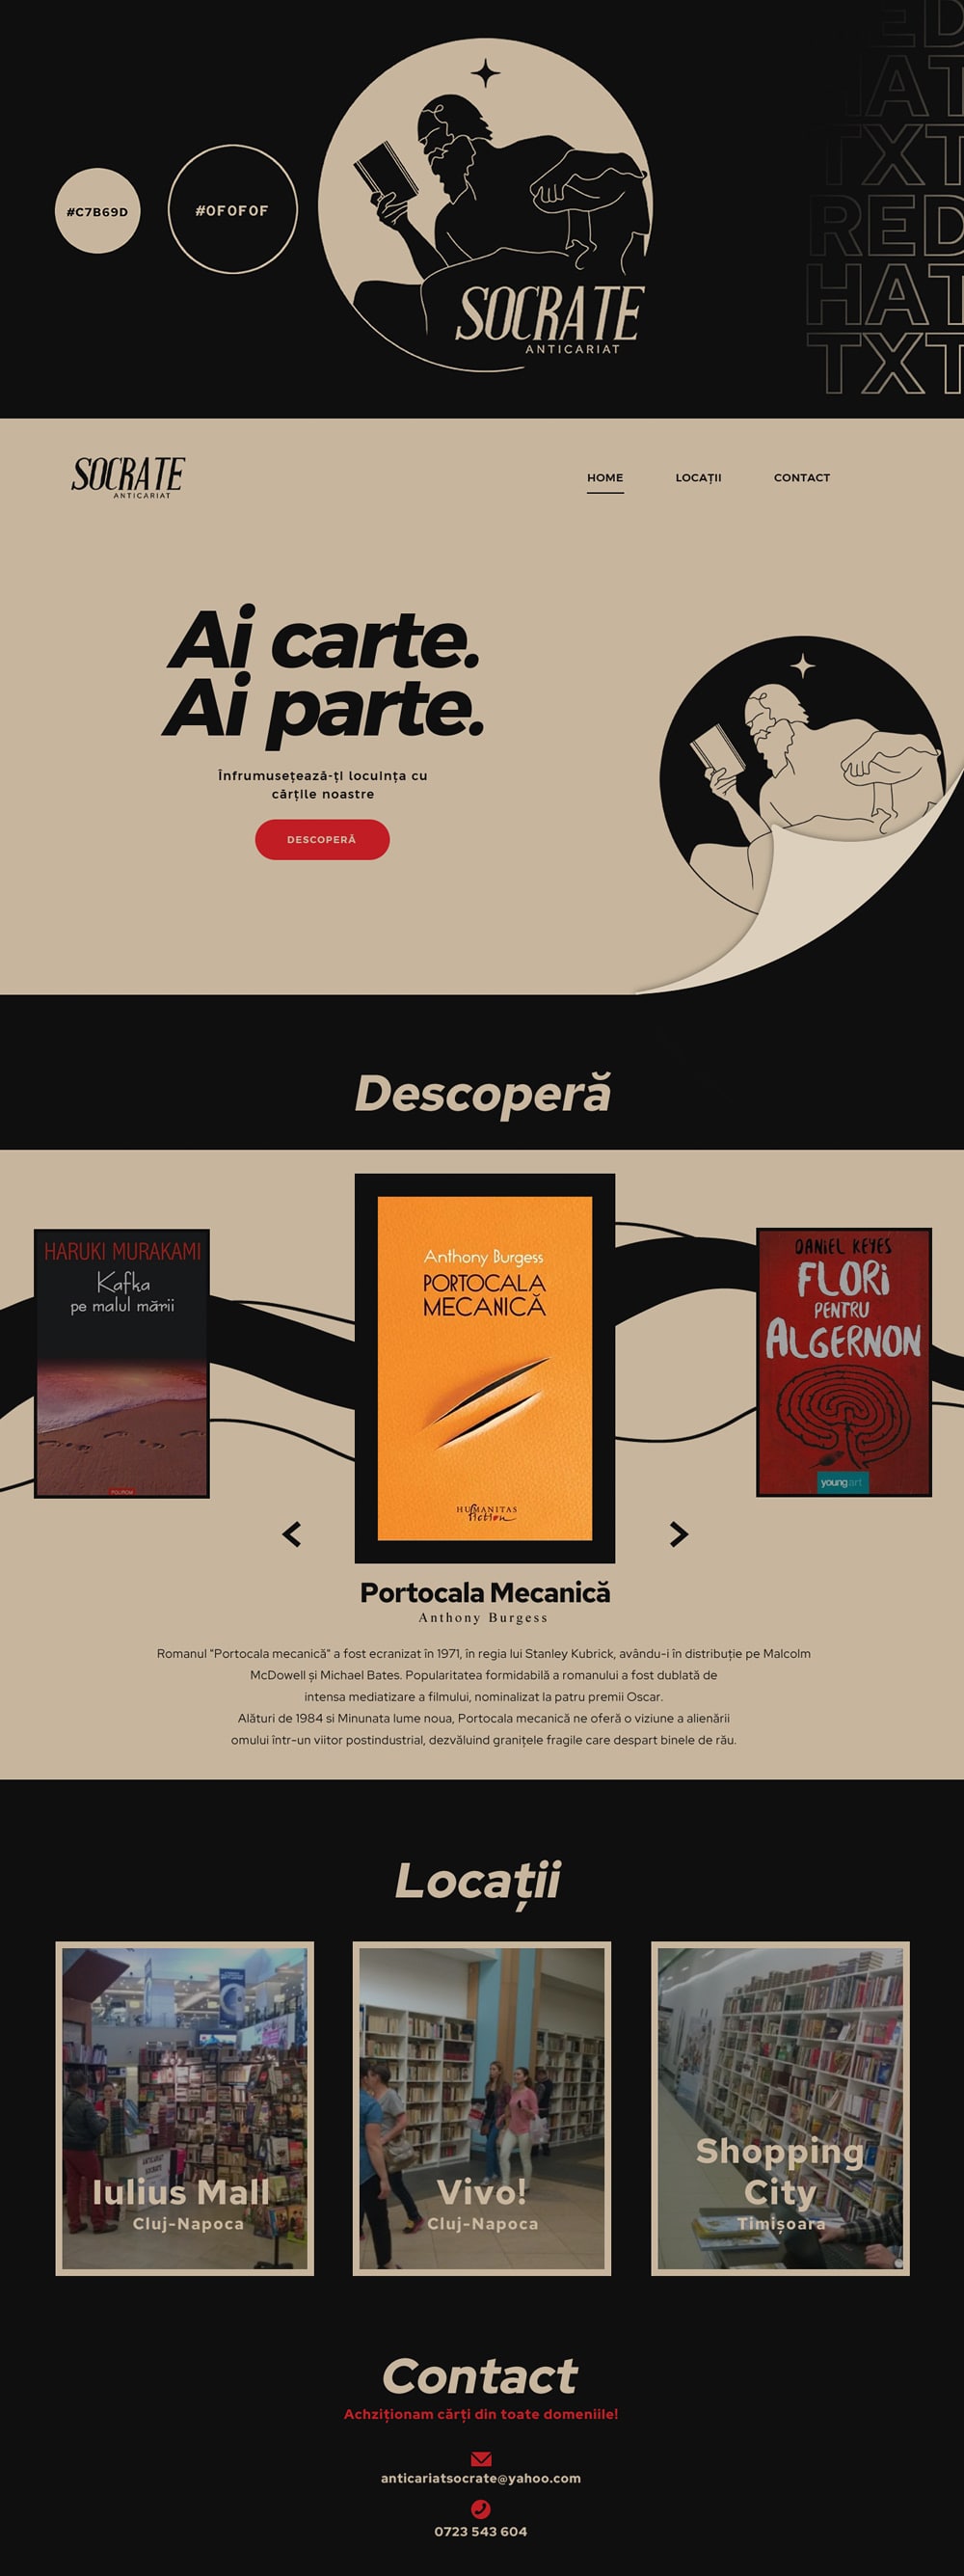 #C7B69D
#0F0F0F
SOCRATE
ANTICARIAT
RED
HAT
TXT
RED
HAT
TXT
SOCRATE
ANTICARIAT
HOME
LOCAȚII
CONTACT
Ai carte.
Ai parte.
Înfrumusețează-ți locuința cu
cărțile noastre
DESCOPERĂ
Descoperă
HARUKI MURAKAMI
Kafka
pe malul mării
POLIROM
Anthony Burgess
PORTOCALA
MECANICĂ
HUMANITAS
fiction
DANIEL KEYES
FLORI
PENTRU
ALGERNON
youngart
<
>
Portocala Mecanică
Anthony Burgess
Romanul "Portocala mecanică" a fost ecranizat în 1971, în regia lui Stanley Kubrick, avându-i în distribuție pe Malcolm
McDowell și Michael Bates. Popularitatea formidabilă a romanului a fost dublată de
intensa mediatizare a filmului, nominalizat la patru premii Oscar.
Alături de 1984 si Minunata lume noua, Portocala mecanică ne oferă o viziune a alienării
omului într-un viitor postindustrial, dezvăluind granițele fragile care despart binele de rău.
Locații
Iulius Mall
Cluj-Napoca
Vivo!
Cluj-Napoca
Shopping
City
Timișoara
Contact
Achziționam cărți din toate domeniile!
anticariatsocrate@yahoo.com
0723 543 604